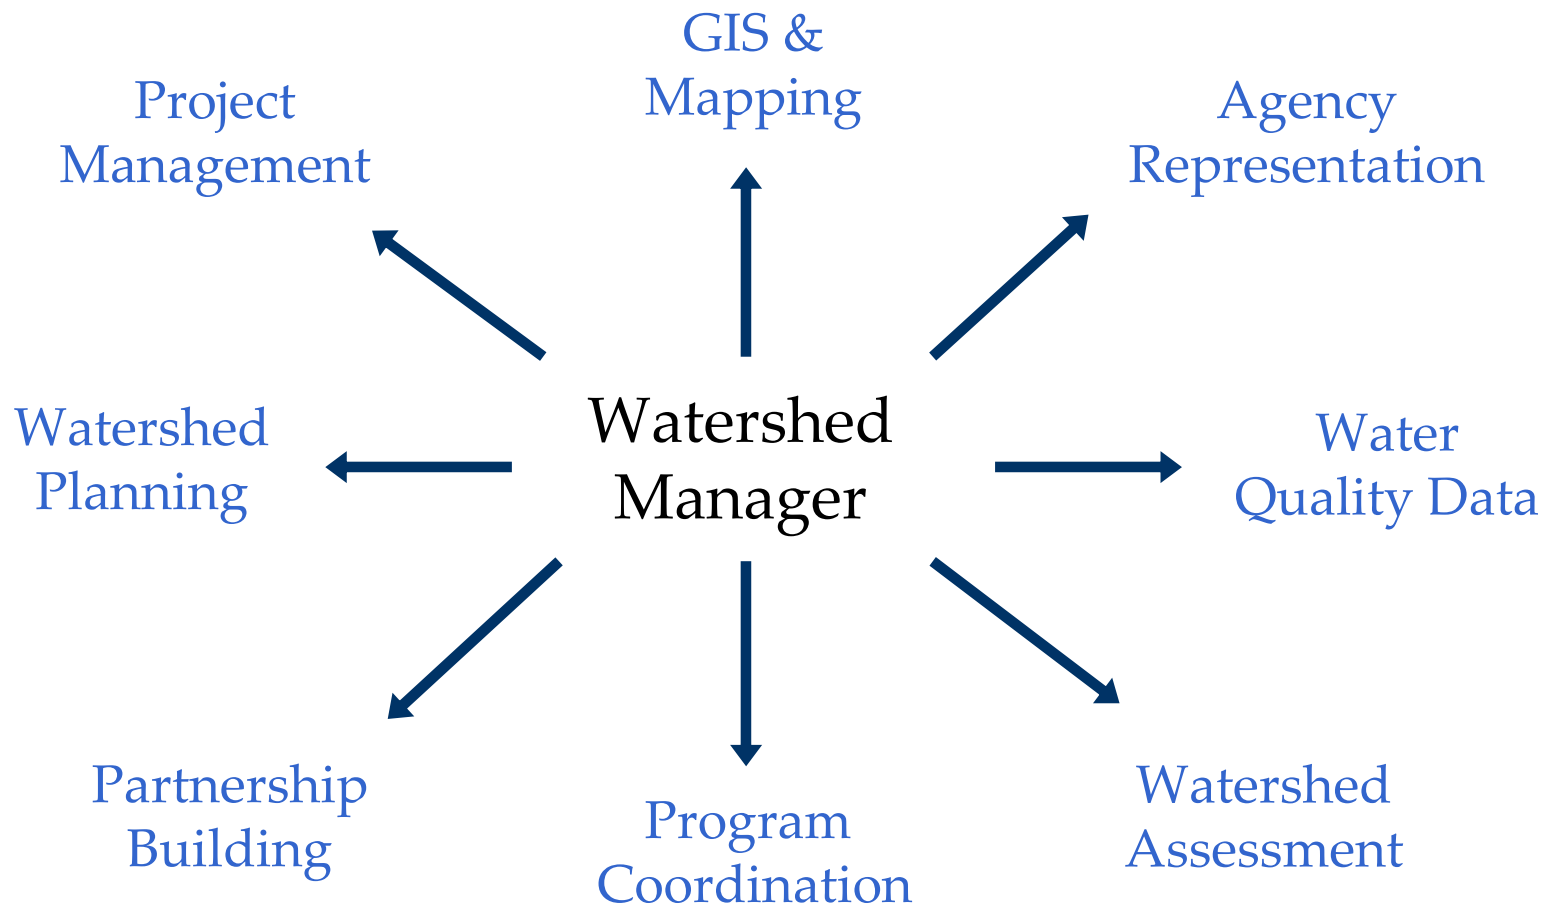 GIS &
Mapping
Project
Management
Agency
Representation
Watershed
Planning
Watershed
Manager
Water
Quality Data
Partnership
Building
Program
Coordination
Watershed
Assessment